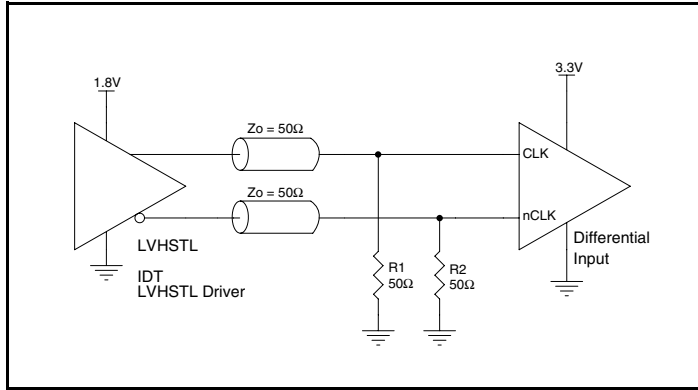 1.8V
3.3V
Zo = 50Ω
CLK
Zo = 50Ω
nCLK
LVHSTL
IDT
LVHSTL Driver
R1
50Ω
R2
50Ω
Differential
Input